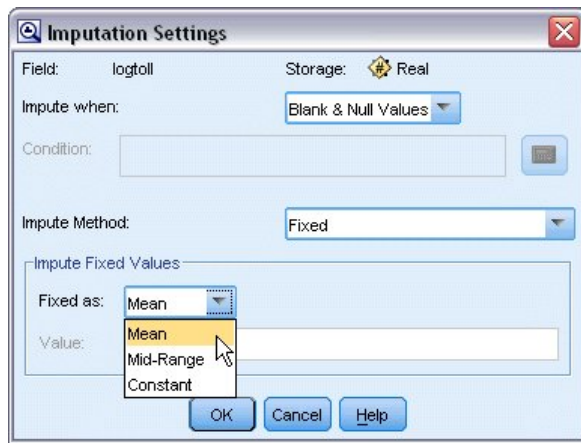 Imputation Settings
Field: logtoll Storage: Real
Impute when: Blank & Null Values
Condition:
Impute Method: Fixed
Impute Fixed Values
Fixed as: Mean
Value:
Mean
Mid-Range
Constant
OK Cancel Help